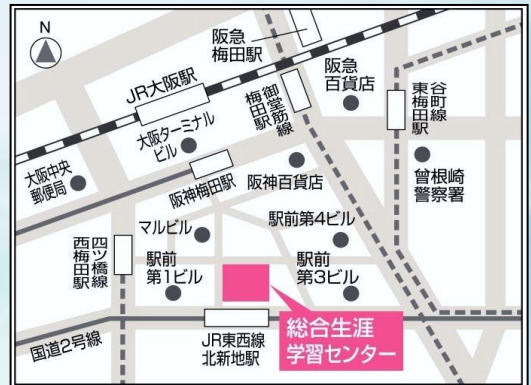 N
阪急
梅田駅
JR大阪駅
御堂筋線
梅田駅
阪急
百貨店
谷町線
東梅田駅
大阪ターミナル
ビル
大阪中央
郵便局
阪神梅田駅
阪神百貨店
曽根崎
警察署
四ツ橋線
西梅田駅
マルビル
駅前第4ビル
駅前
第1ビル
駅前
第3ビル
国道2号線
JR東西線
北新地駅
総合生涯
学習センター